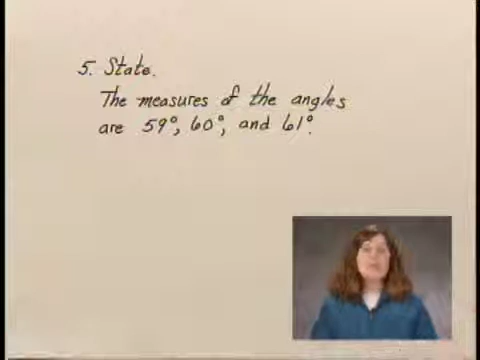 5. State.
The measures of the angles
are 59°, 60°, and 61°.